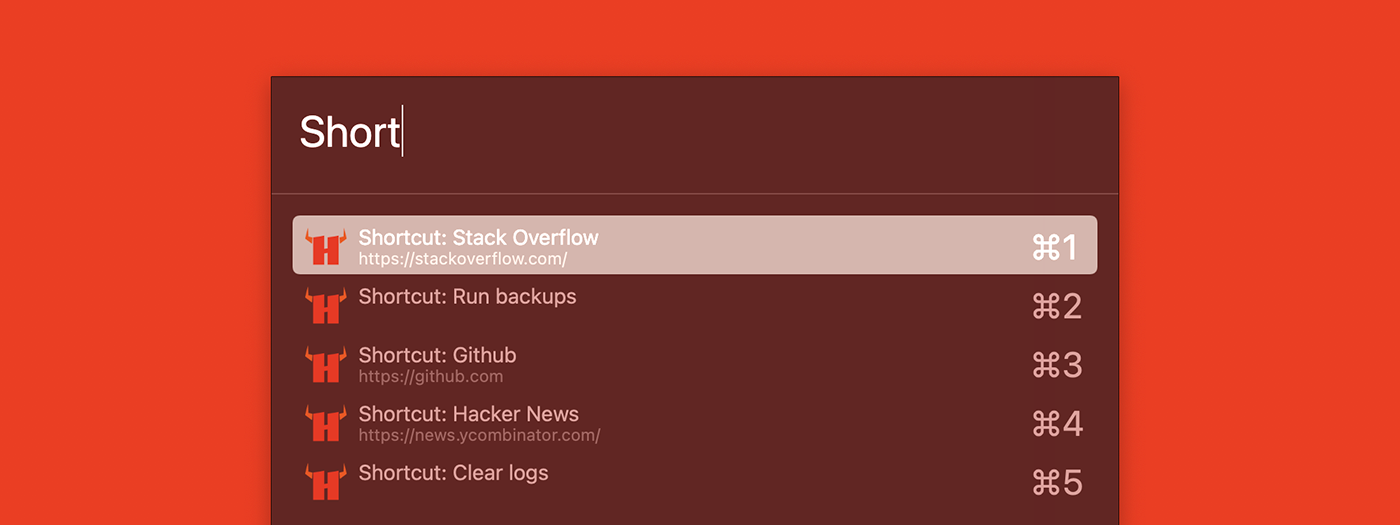 Short
Shortcut: Stack Overflow
https://stackoverflow.com/
⌘1
Shortcut: Run backups
⌘2
Shortcut: Github
https://github.com
⌘3
Shortcut: Hacker News
https://news.ycombinator.com/
⌘4
Shortcut: Clear logs
⌘5